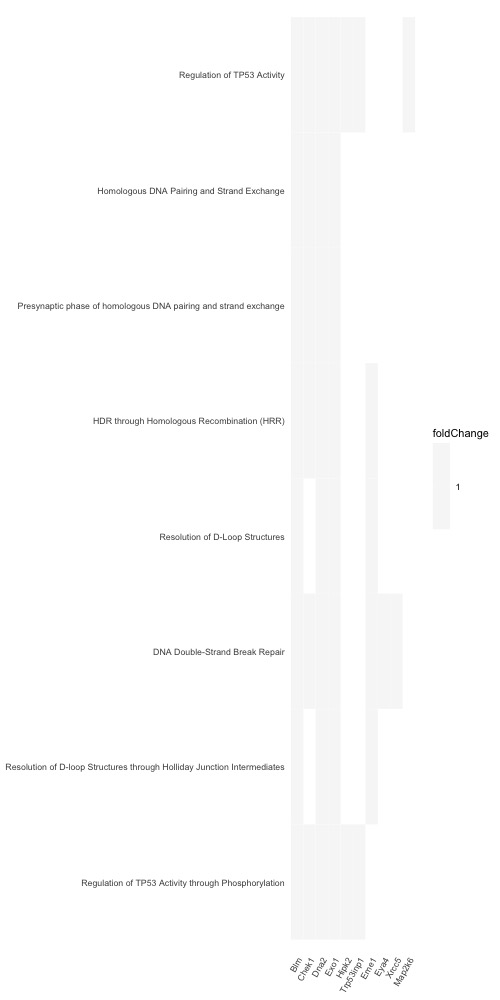 Regulation of TP53 Activity
Homologous DNA Pairing and Strand Exchange
Presynaptic phase of homologous DNA pairing and strand exchange
HDR through Homologous Recombination (HRR)
foldChange
1
Resolution of D-Loop Structures
DNA Double-Strand Break Repair
Resolution of D-loop Structures through Holliday Junction Intermediates
Regulation of TP53 Activity through Phosphorylation
Blm
Chek1
Dna2
Exo1
Hipk2
Trp53inp1
Eme1
Eya4
Xrcc5
Map2k6